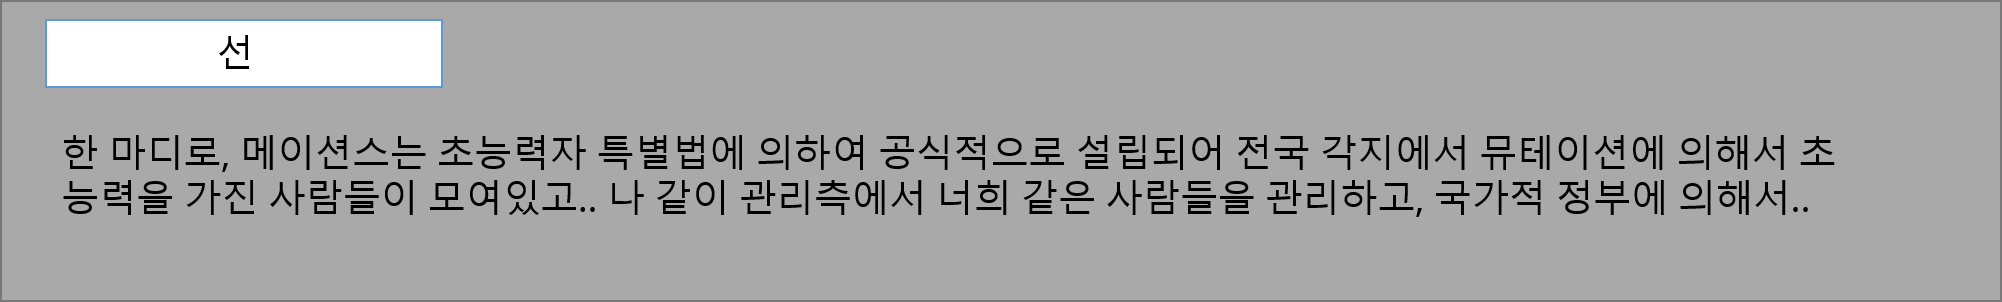 선
한 마디로, 메이션스는 초능력자 특별법에 의하여 공식적으로 설립되어 전국 각지에서 뮤테이션에 의해서 초
능력을 가진 사람들이 모여있고.. 나 같이 관리측에서 너희 같은 사람들을 관리하고, 국가적 정부에 의해서..